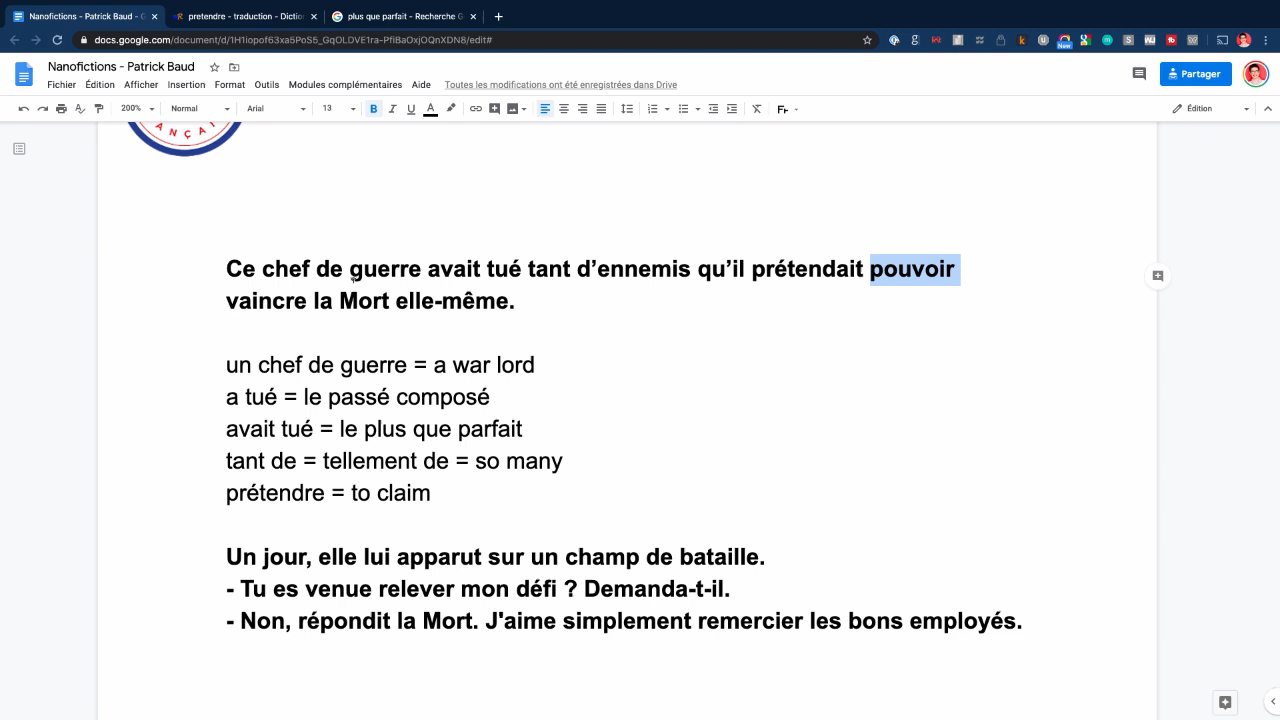 Nanofictions - Patrick Baud - G
pretendre - traduction - Diction
plus que parfait - Recherche G
docs.google.com/document/d/1H1iopof63xa5PoS5_GqOLDVE1ra-PfiBaOxjOQnXDN8/edit#
Nanofictions - Patrick Baud
Fichier Édition Afficher Insertion Format Outils Modules complémentaires Aide Toutes les modifications ont été enregistrées dans Drive
Partager
200% Normal Arial 13 B I U A Édition
ANÇAI
Ce chef de guerre avait tué tant d’ennemis qu’il prétendait pouvoir
vaincre la Mort elle-même.
un chef de guerre = a war lord
a tué = le passé composé
avait tué = le plus que parfait
tant de = tellement de = so many
prétendre = to claim
Un jour, elle lui apparut sur un champ de bataille.
- Tu es venue relever mon défi ? Demanda-t-il.
- Non, répondit la Mort. J'aime simplement remercier les bons employés.